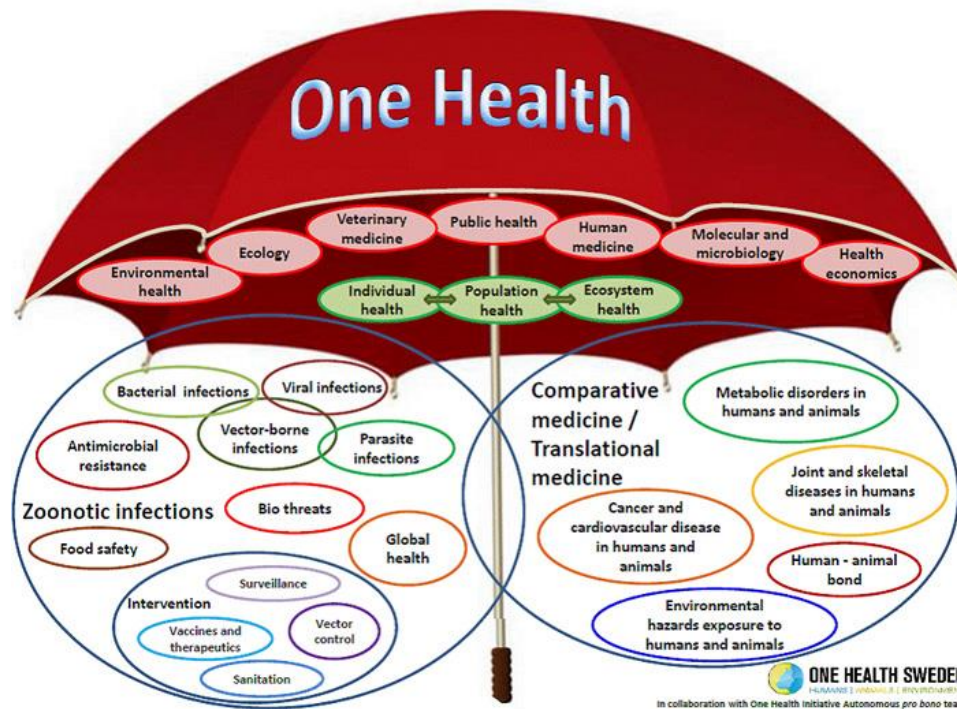 One Health
Public health
Veterinary
medicine
Human
medicine
Ecology
Molecular and
microbiology
Environmental
health
Health
economics
Individual
health
Population
health
Ecosystem
health
Bacterial infections
Viral infections
Vector-borne
infections
Parasite
infections
Antimicrobial
resistance
Zoonotic infections
Bio threats
Food safety
Global
health
Surveillance
Intervention
Vaccines and
therapeutics
Vector
control
Sanitation
Comparative
medicine /
Translational
medicine
Metabolic disorders in
humans and animals
Joint and skeletal
diseases in humans
and animals
Cancer and
cardiovascular disease
in humans and
animals
Human - animal
bond
Environmental
hazards exposure to
humans and animals
ONE HEALTH SWEDE
HUMANS | ANIMALS | ENVIRONMEN
In collaboration with One Health Initiative Autonomous pro bono tea